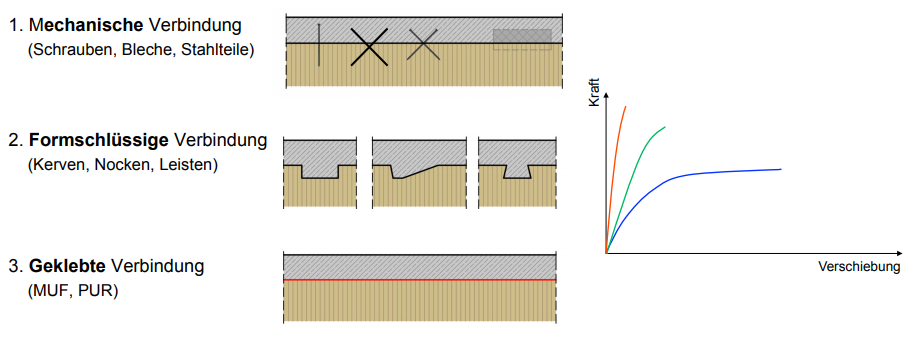 1. Mechanische Verbindung
(Schrauben, Bleche, Stahlteile)
2. Formschlüssige Verbindung
(Kerven, Nocken, Leisten)
3. Geklebte Verbindung
(MUF, PUR)
Kraft
Verschiebung